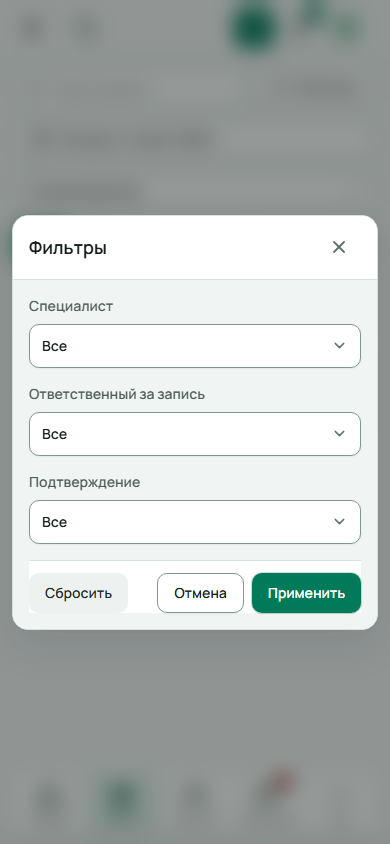 Фильтры
Специалист
Все
Ответственный за запись
Все
Подтверждение
Все
Сбросить
Отмена
Применить